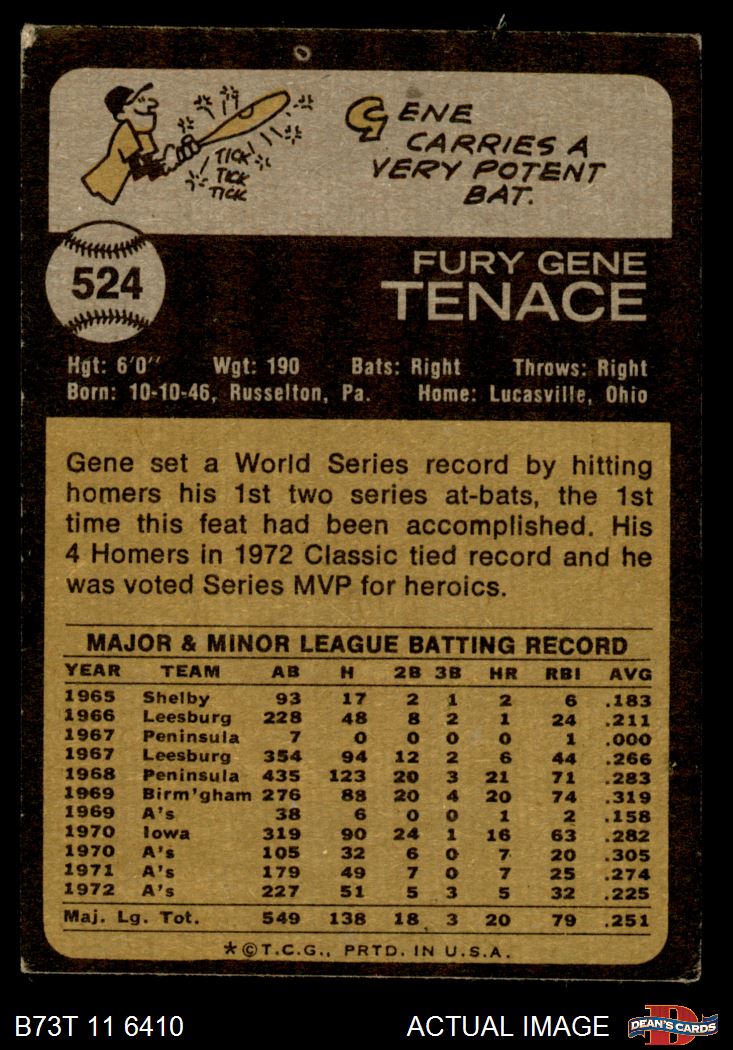 GENE
CARRIES A
VERY POTENT
BAT.
TICK
TICK
TICK
524
FURY GENE
TENACE
Hgt: 6'0" Wgt: 190 Bats: Right Throws: Right
Born: 10-10-46, Russelton, Pa. Home: Lucasville, Ohio
Gene set a World Series record by hitting
homers his 1st two series at-bats, the 1st
time this feat had been accomplished. His
4 Homers in 1972 Classic tied record and he
was voted Series MVP for heroics.
MAJOR & MINOR LEAGUE BATTING RECORD
YEAR TEAM AB H 2B 3B HR RBI AVG
1965 Shelby 93 17 2 1 2 6 .183
1966 Leesburg 228 48 8 2 1 24 .211
1967 Peninsula 7 0 0 0 0 1 .000
1967 Leesburg 354 94 12 2 6 44 .266
1968 Peninsula 435 123 20 3 21 71 .283
1969 Birm'gham 276 88 20 4 20 74 .319
1969 A's 38 6 0 0 1 2 .158
1970 Iowa 319 90 24 1 16 63 .282
1970 A's 105 32 6 0 7 20 .305
1971 A's 179 49 7 0 7 25 .274
1972 A's 227 51 5 3 5 32 .225
Maj. Lg. Tot. 549 138 18 3 20 79 .251
*©T.C.G., PRTD. IN U.S.A.
B73T 11 6410 ACTUAL IMAGE D DEAN'S CARDS